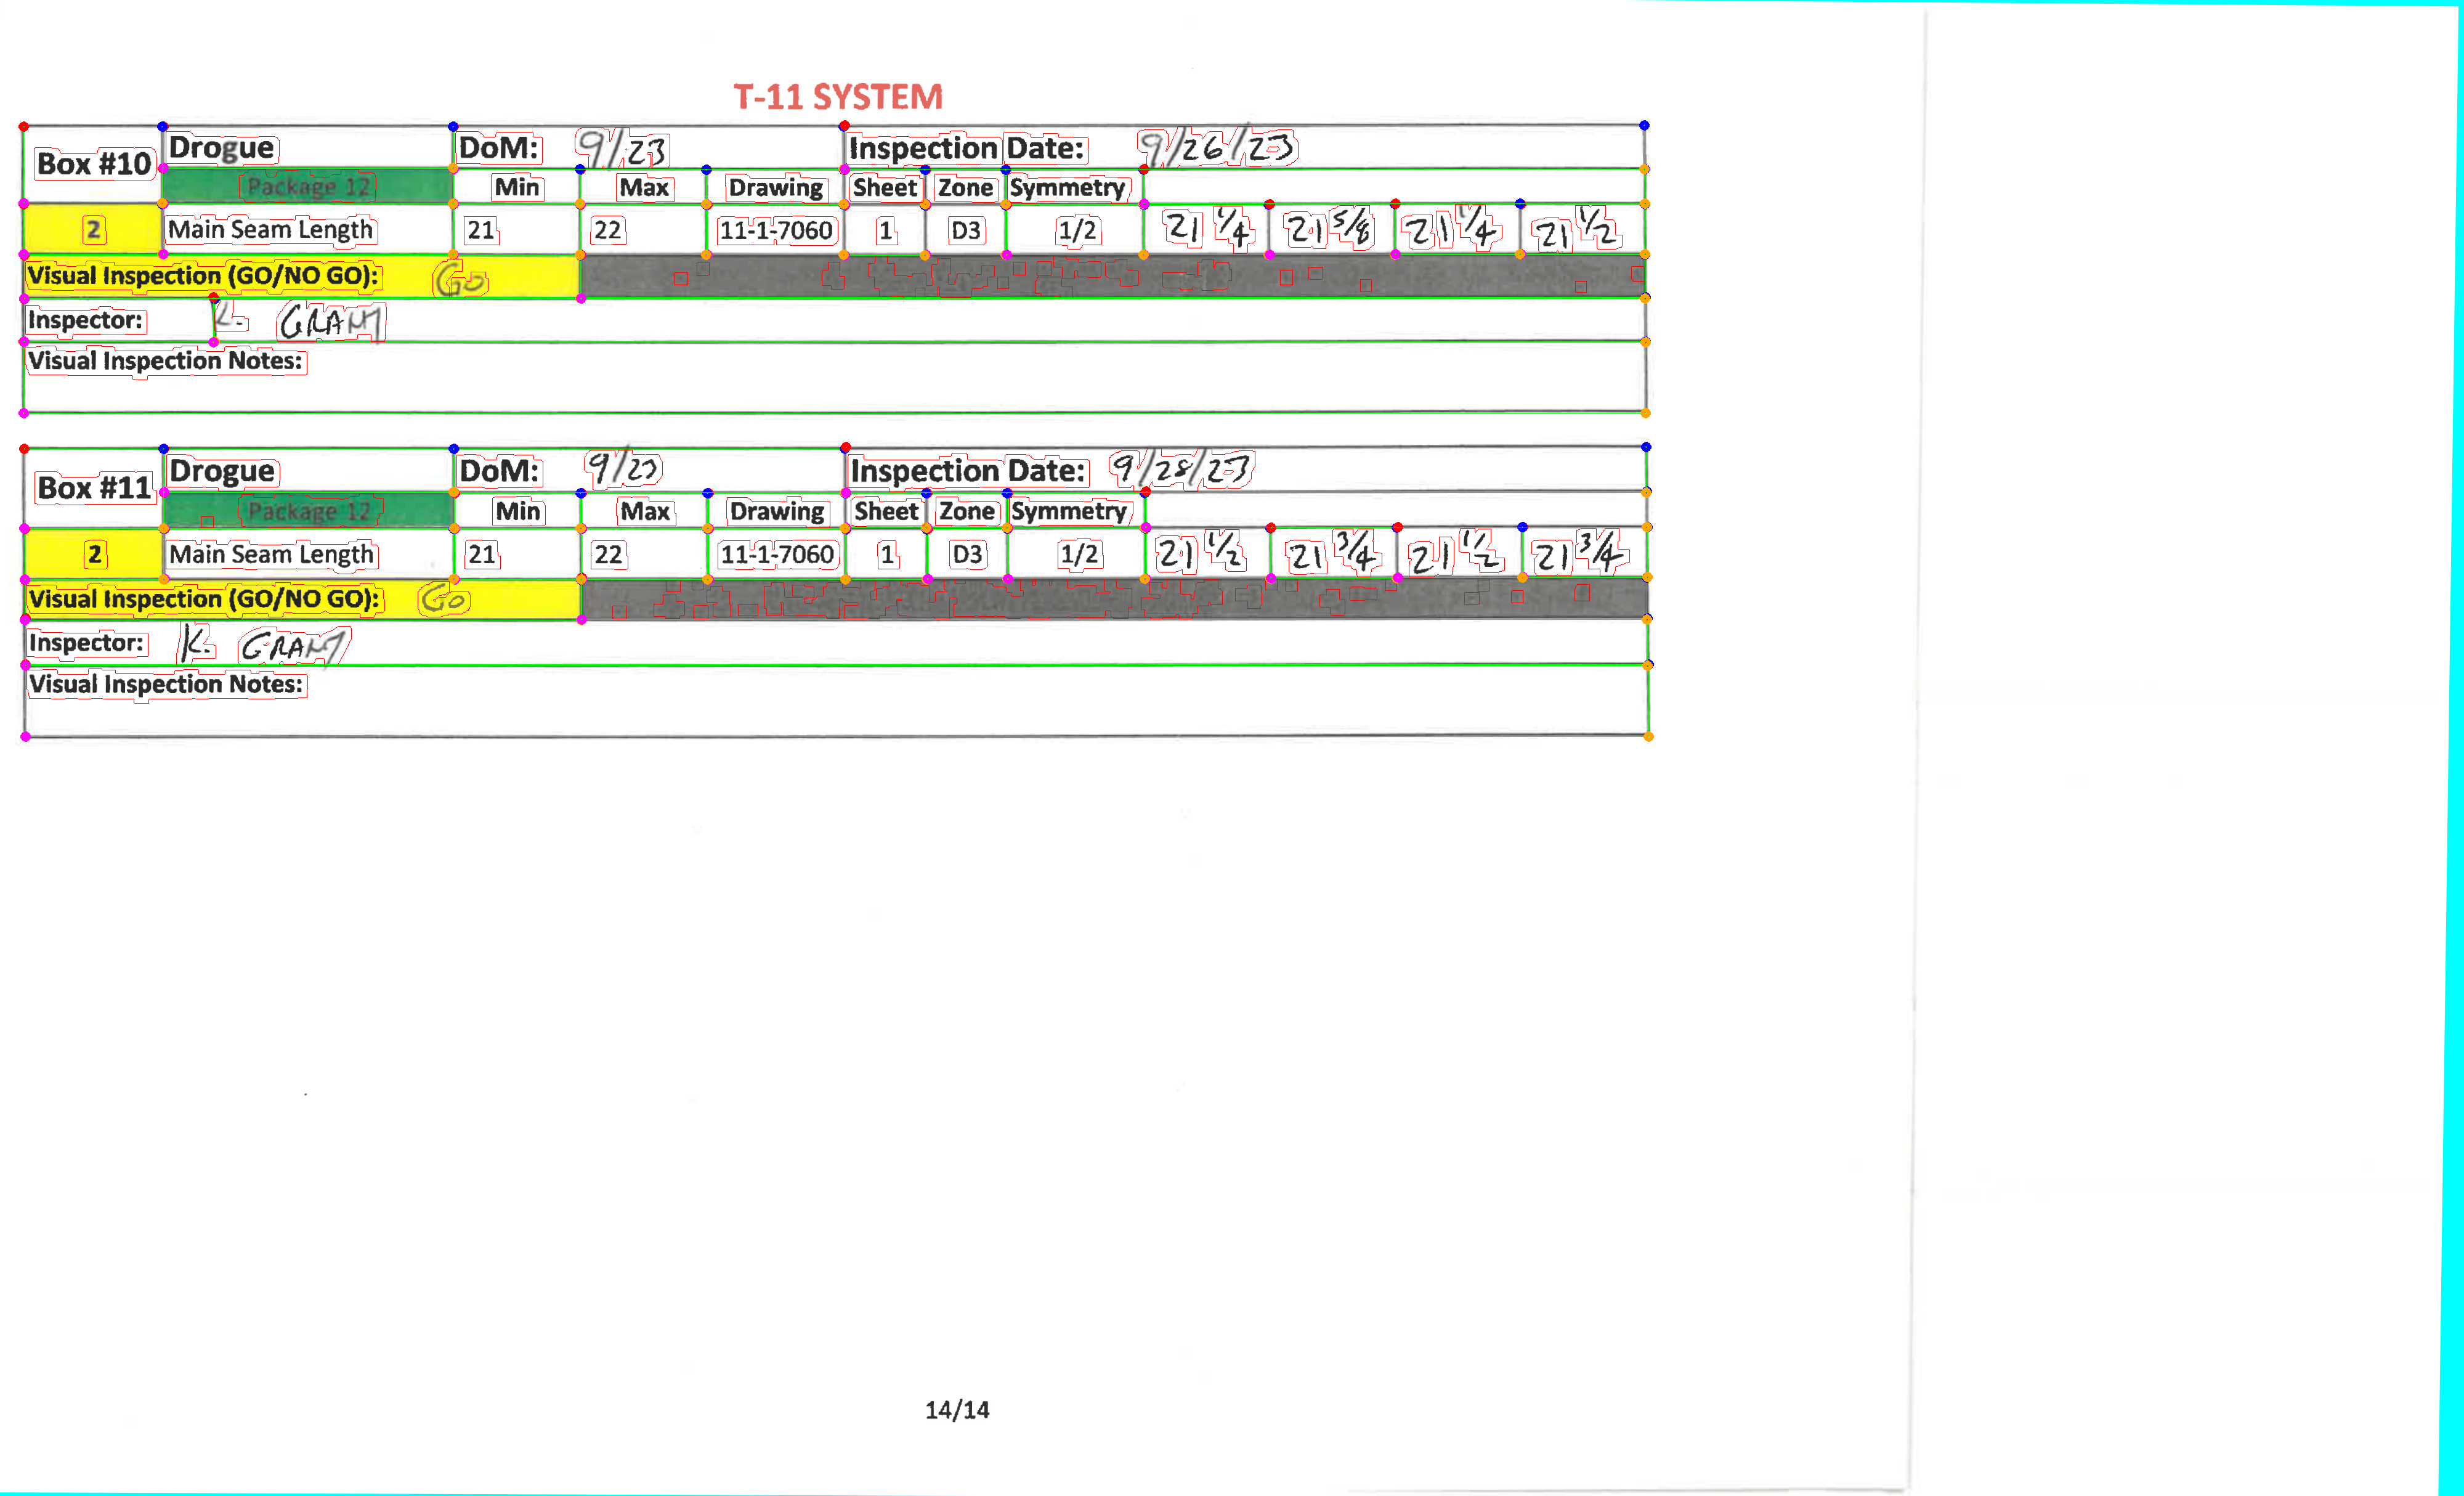 T-11 SYSTEM
Box #10 Drogue DoM: 9/23 Inspection Date: 9/26/23
Package 12 Min Max Drawing Sheet Zone Symmetry
2 Main Seam Length 21 22 11-1-7060 1 D3 1/2 21 1/4 21 5/8 21 1/4 21 1/2
Visual Inspection (GO/NO GO): GO
Inspector: K. GRANT
Visual Inspection Notes:
Box #11 Drogue DoM: 9/23 Inspection Date: 9/28/23
Package 12 Min Max Drawing Sheet Zone Symmetry
2 Main Seam Length 21 22 11-1-7060 1 D3 1/2 21 1/2 21 3/4 21 1/2 21 3/4
Visual Inspection (GO/NO GO): GO
Inspector: K. GRANT
Visual Inspection Notes:
14/14